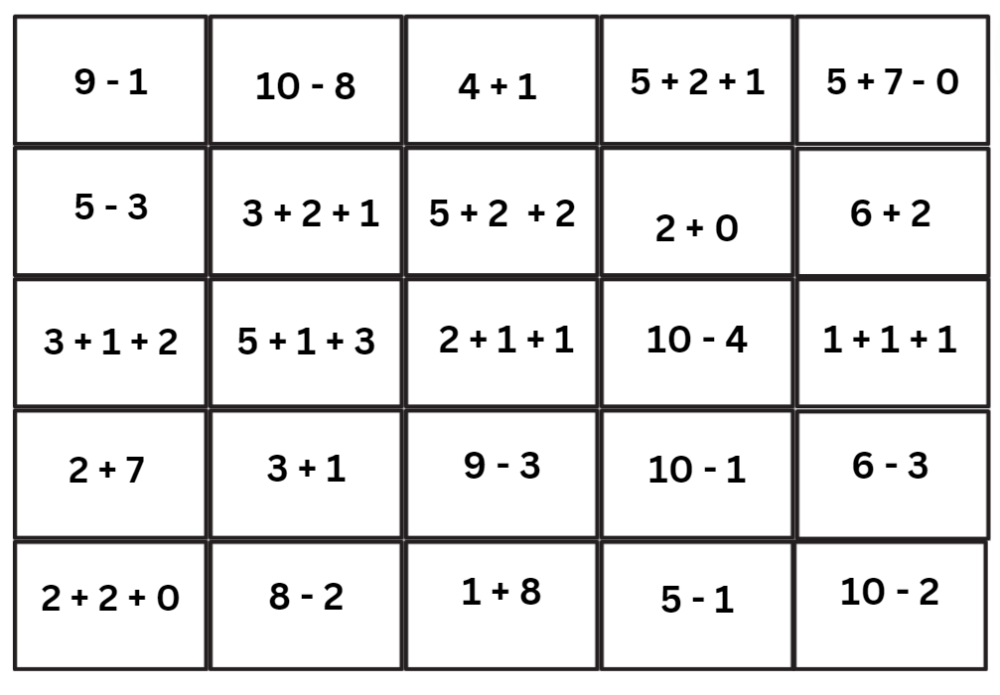 9 - 1 10 - 8 4 + 1 5 + 2 + 1 5 + 7 - 0
5 - 3 3 + 2 + 1 5 + 2 + 2 2 + 0 6 + 2
3 + 1 + 2 5 + 1 + 3 2 + 1 + 1 10 - 4 1 + 1 + 1
2 + 7 3 + 1 9 - 3 10 - 1 6 - 3
2 + 2 + 0 8 - 2 1 + 8 5 - 1 10 - 2